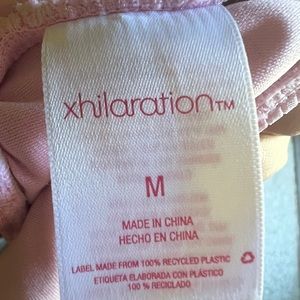 xhilaration™
M
MADE IN CHINA
HECHO EN CHINA
LABEL MADE FROM 100% RECYCLED PLASTIC
ETIQUETA ELABORADA CON PLÁSTICO
100 % RECICLADO